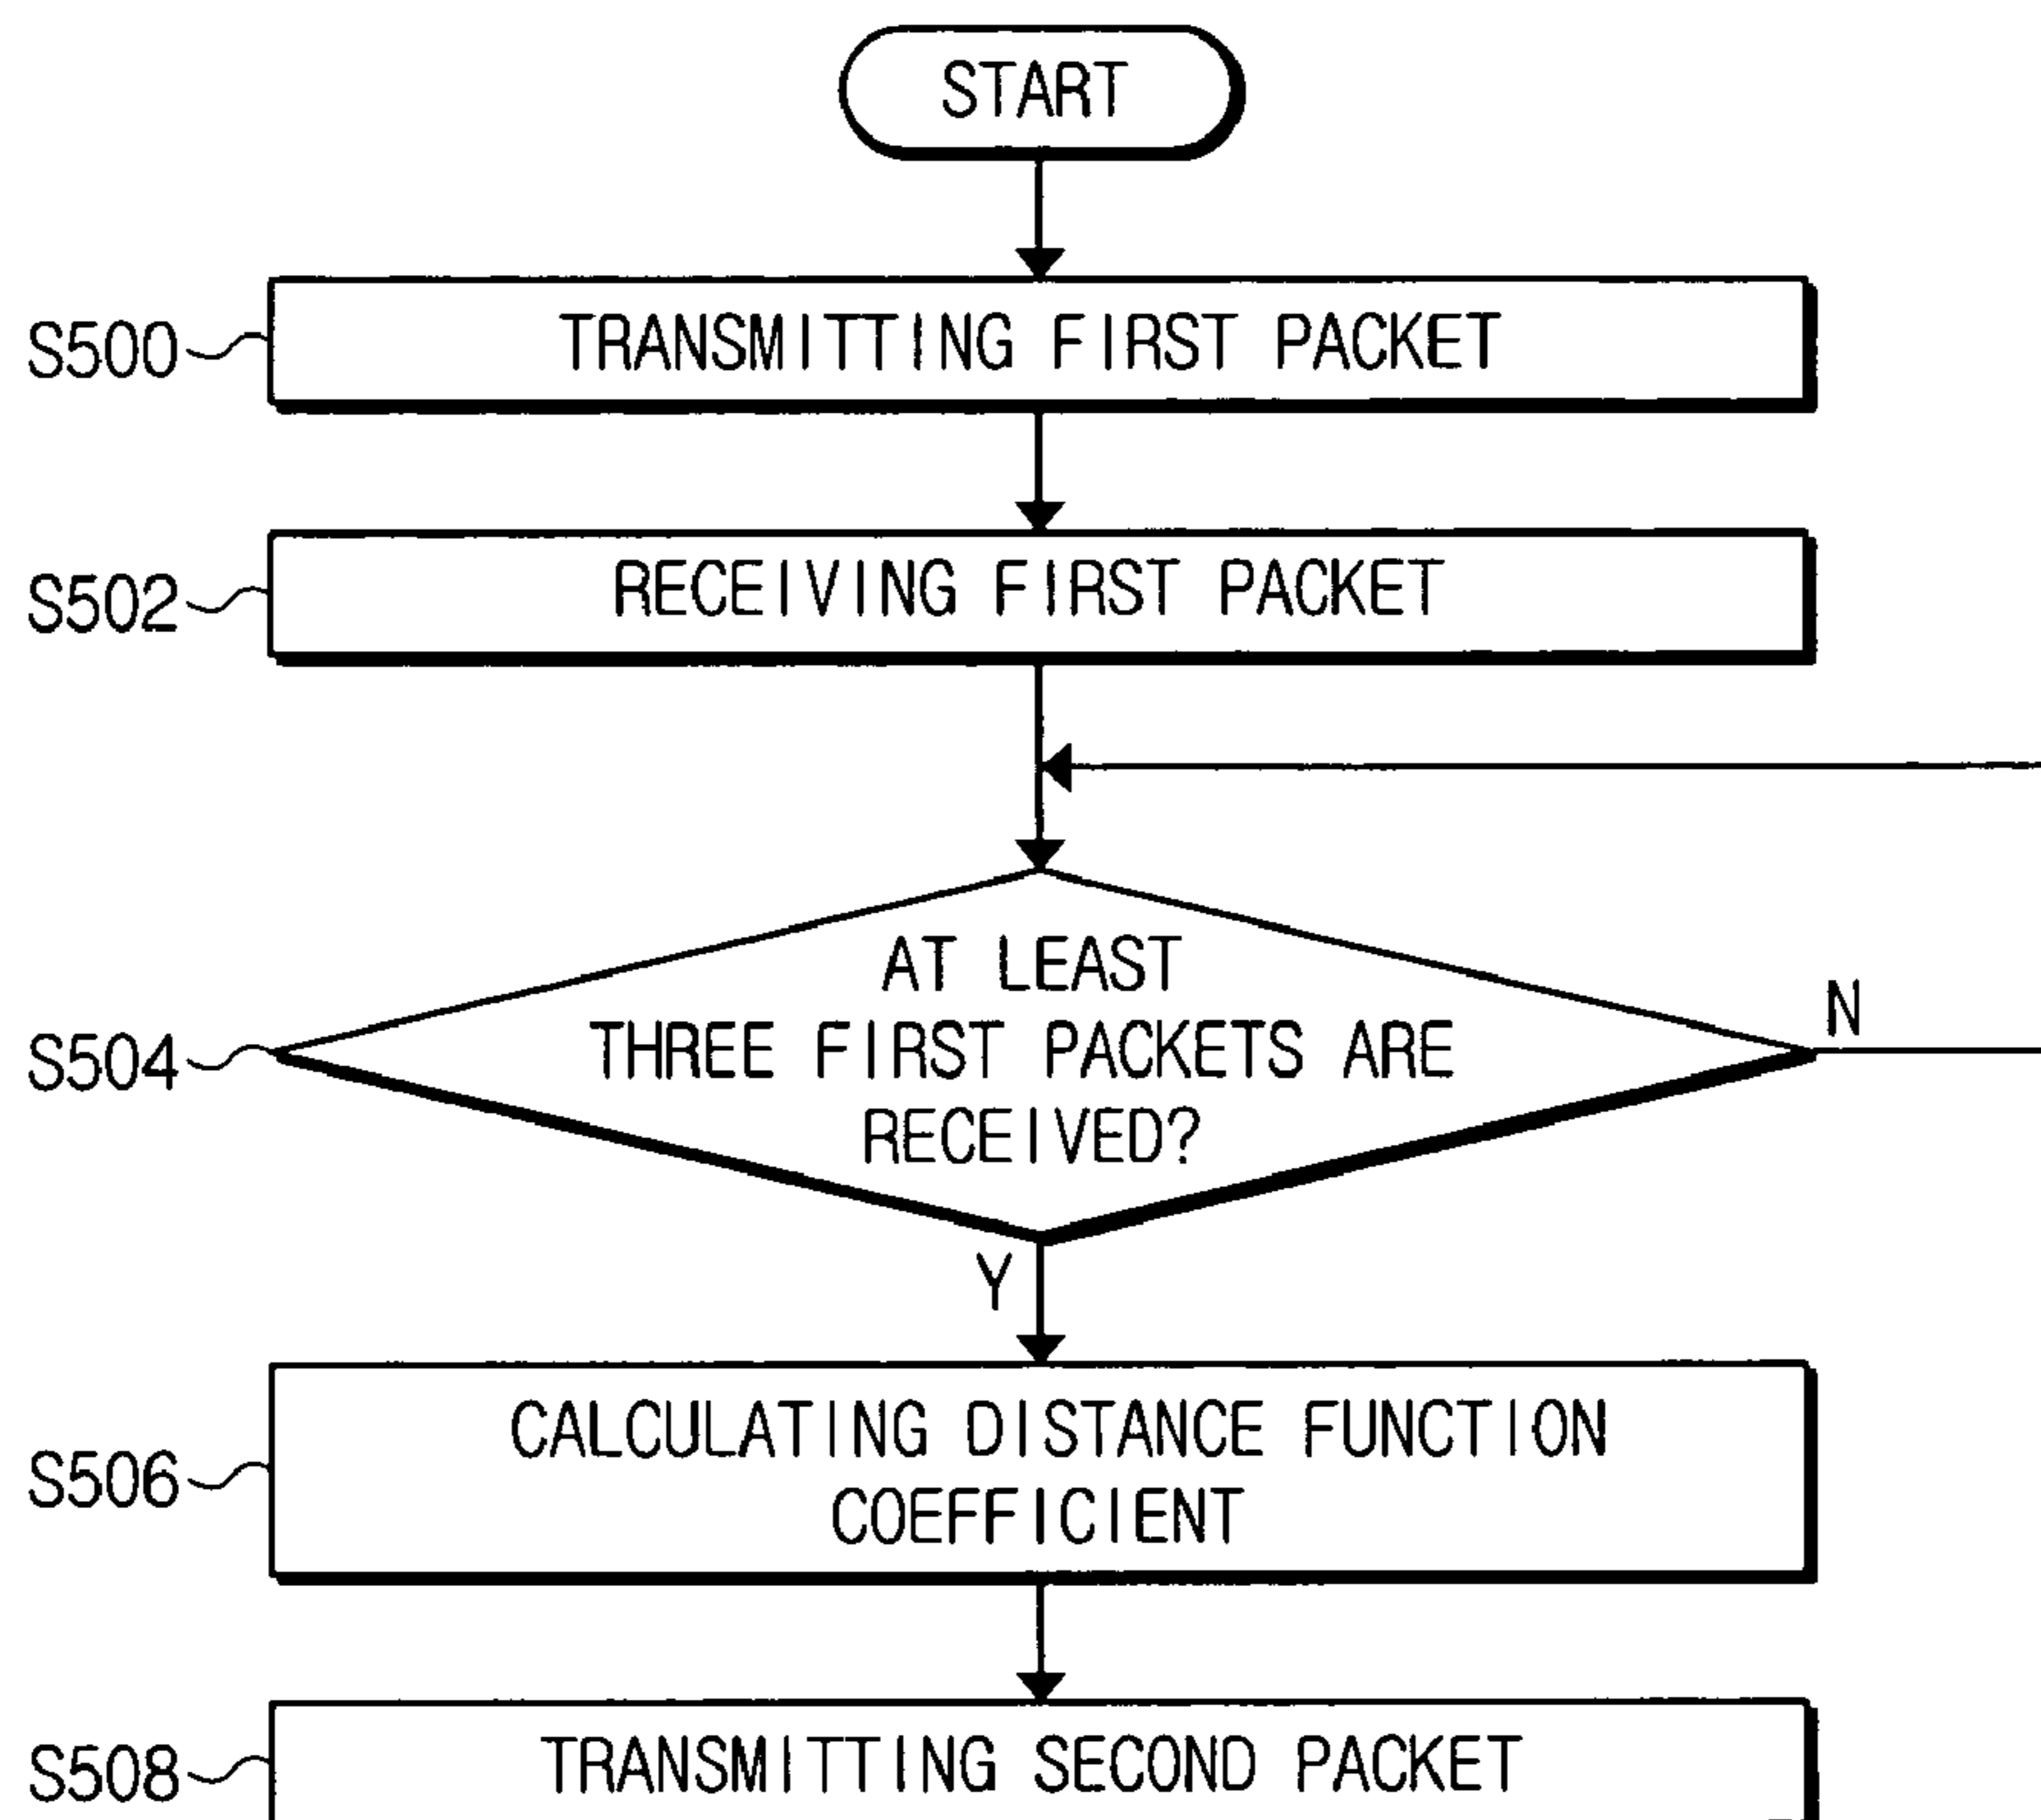 START
S500
TRANSMITTING FIRST PACKET
S502
RECEIVING FIRST PACKET
S504
AT LEAST
THREE FIRST PACKETS ARE
RECEIVED?
N
Y
S506
CALCULATING DISTANCE FUNCTION
COEFFICIENT
S508
TRANSMITTING SECOND PACKET